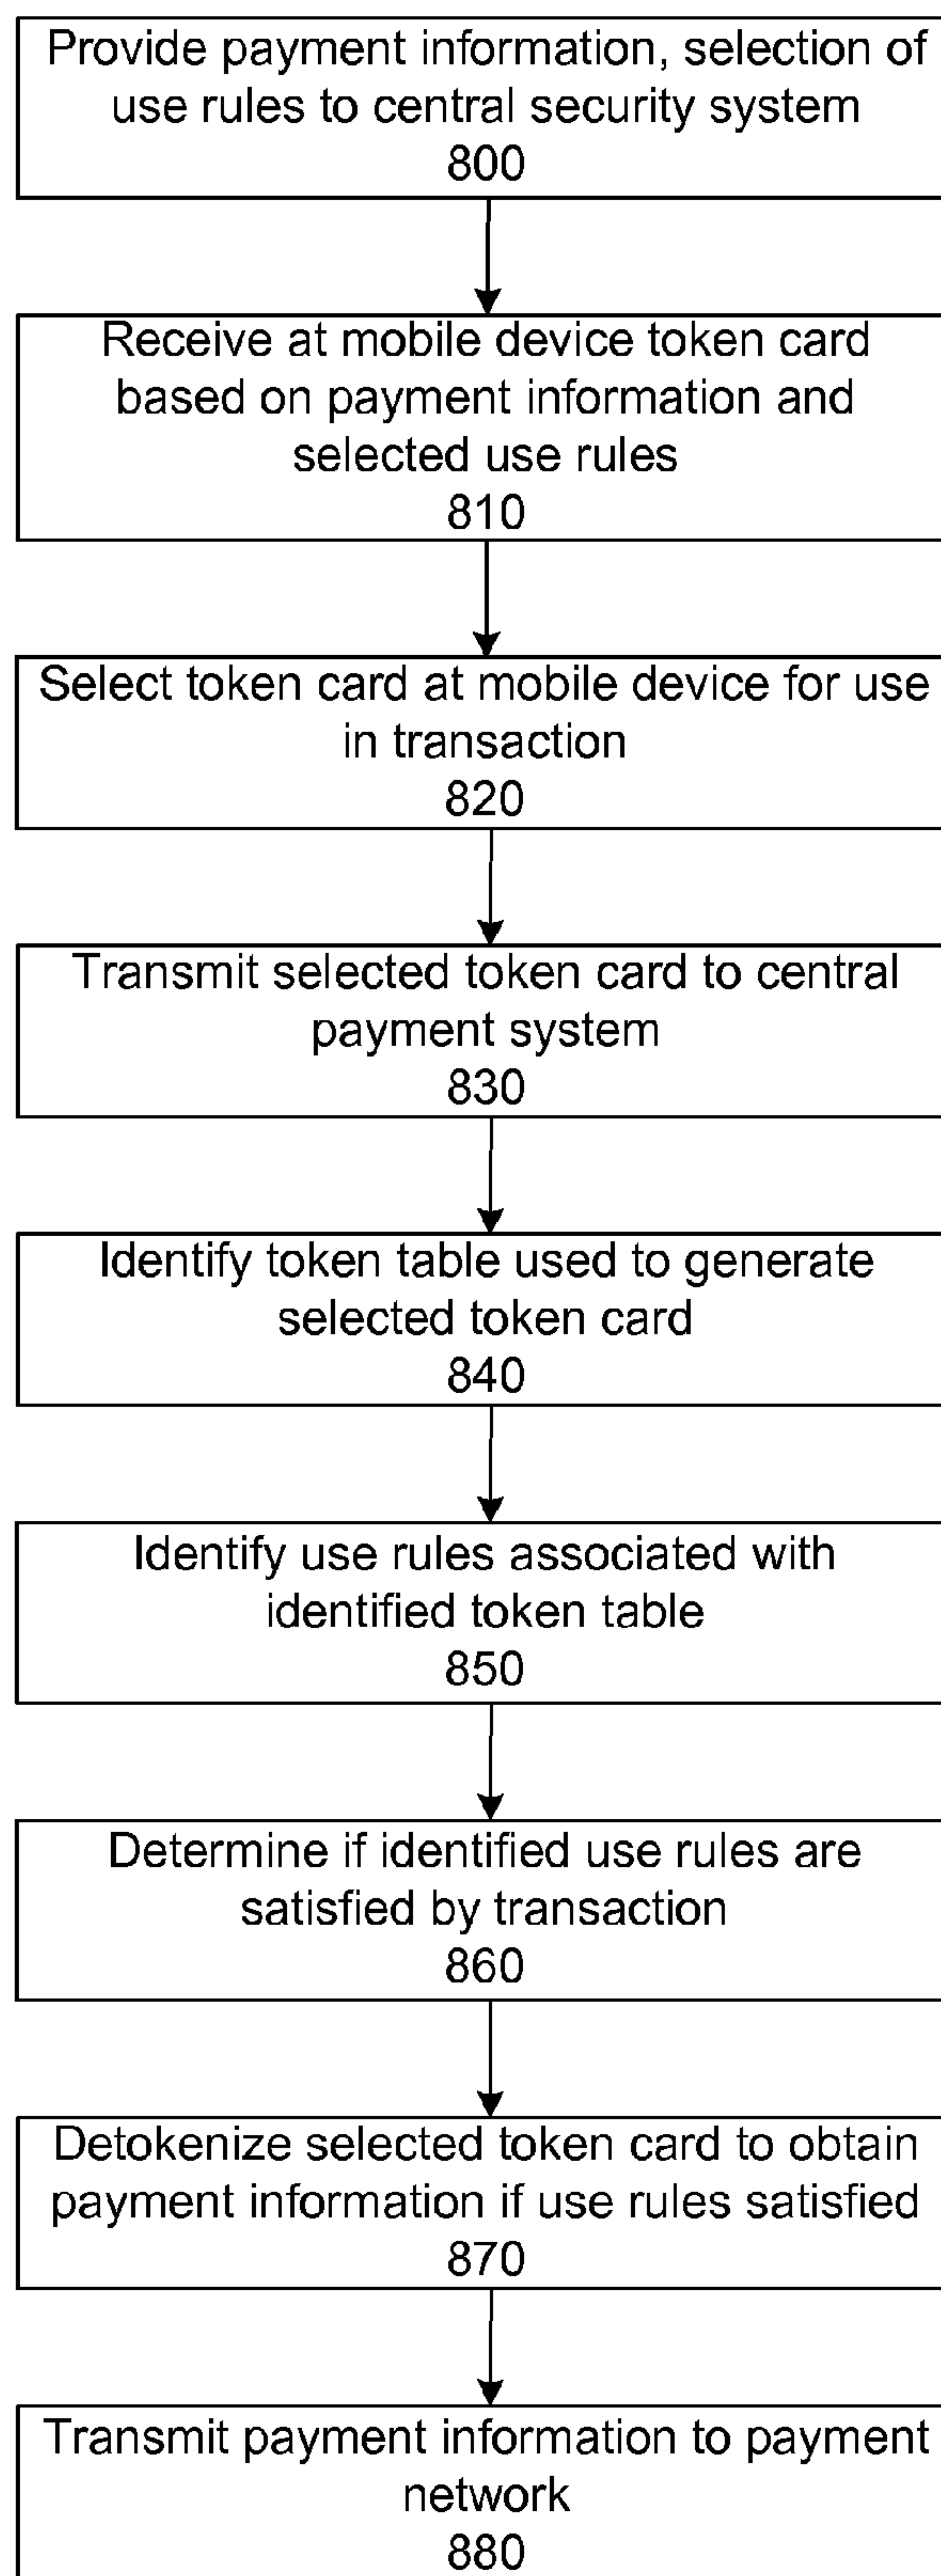 Provide payment information, selection of
use rules to central security system
800
Receive at mobile device token card
based on payment information and
selected use rules
810
Select token card at mobile device for use
in transaction
820
Transmit selected token card to central
payment system
830
Identify token table used to generate
selected token card
840
Identify use rules associated with
identified token table
850
Determine if identified use rules are
satisfied by transaction
860
Detokenize selected token card to obtain
payment information if use rules satisfied
870
Transmit payment information to payment
network
880